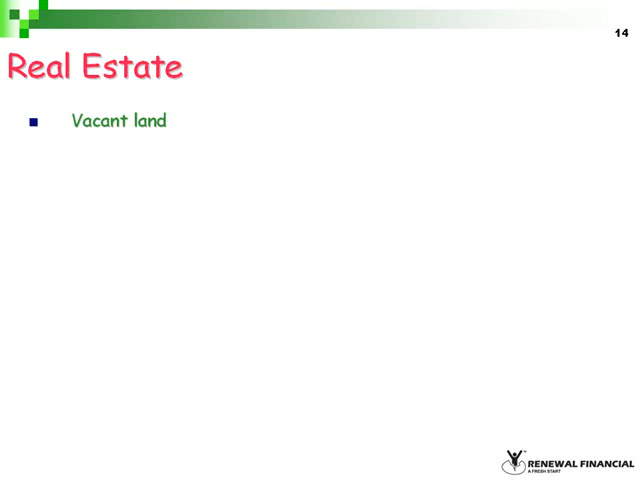 14
Real Estate
Vacant land
RENEWAL FINANCIAL
A FRESH START